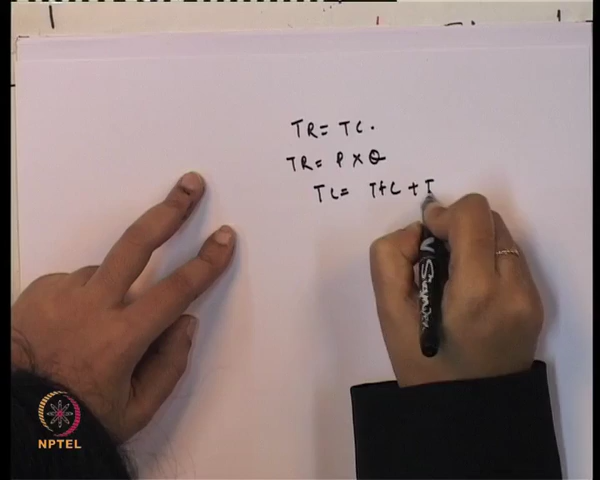 TR = TC.
TR = P × Q
TC = TFC + T
NPTEL